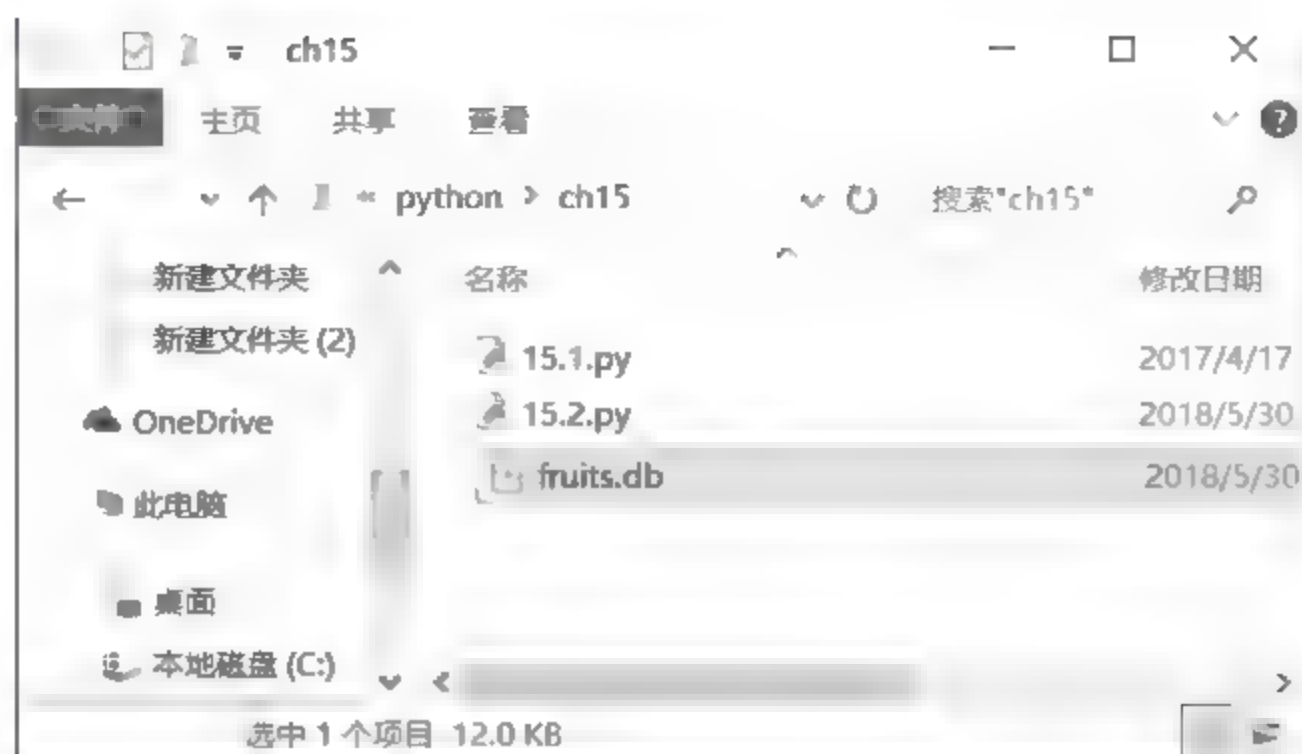 ch15
文件 主页 共享 查看
python > ch15 搜索"ch15"
新建文件夹 名称 修改日期
新建文件夹 (2)
15.1.py 2017/4/17
OneDrive 15.2.py 2018/5/30
fruits.db 2018/5/30
此电脑
桌面
本地磁盘 (C:)
选中 1 个项目 12.0 KB